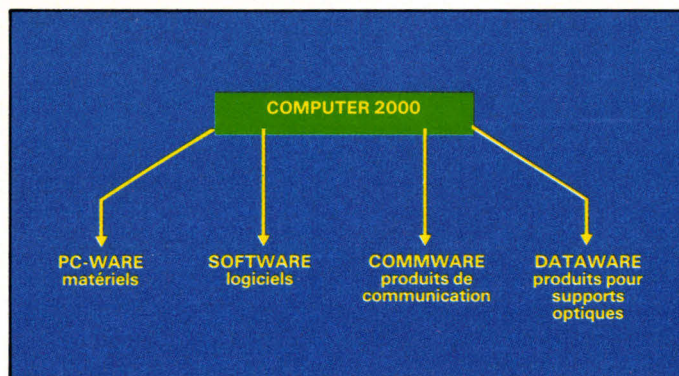 COMPUTER 2000
PC-WARE
matériels
SOFTWARE
logiciels
COMMWARE
produits de
communication
DATAWARE
produits pour
supports
optiques